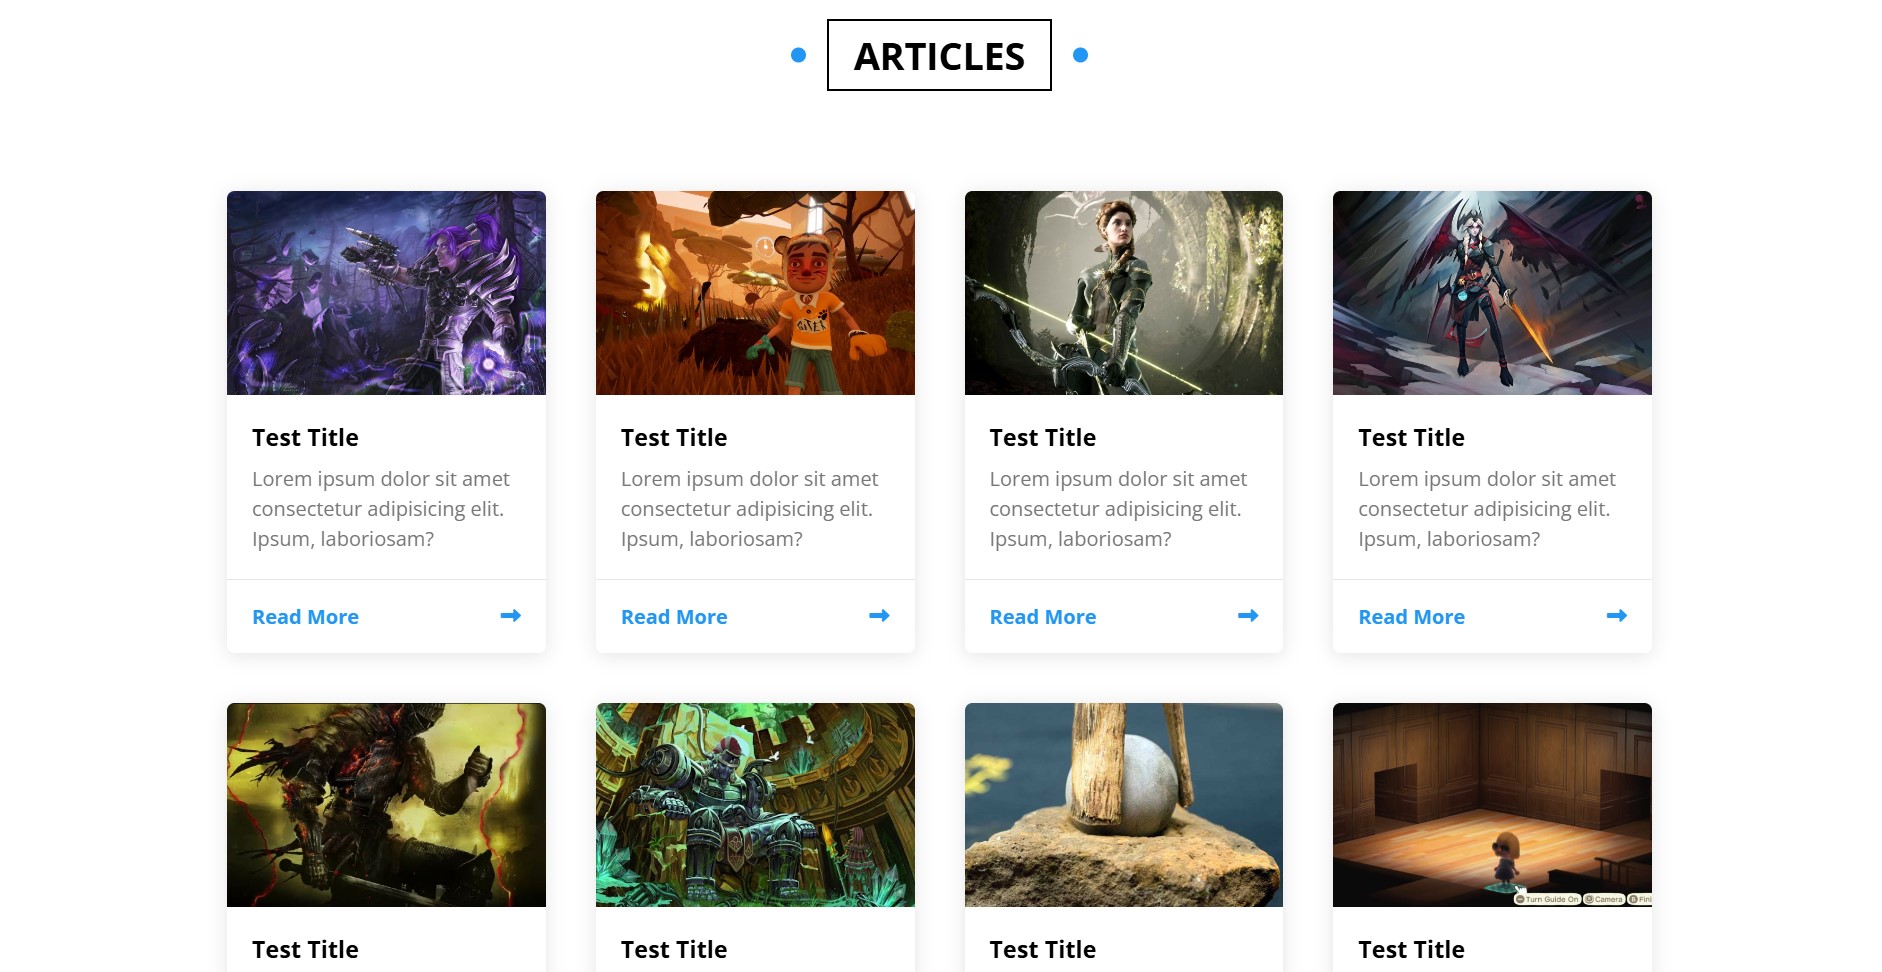 ARTICLES
Test Title
Lorem ipsum dolor sit amet
consectetur adipisicing elit.
Ipsum, laboriosam?
Read More
Test Title
Lorem ipsum dolor sit amet
consectetur adipisicing elit.
Ipsum, laboriosam?
Read More
Test Title
Lorem ipsum dolor sit amet
consectetur adipisicing elit.
Ipsum, laboriosam?
Read More
Test Title
Lorem ipsum dolor sit amet
consectetur adipisicing elit.
Ipsum, laboriosam?
Read More
Turn Guide On Camera
Test Title
Test Title
Test Title
Test Title